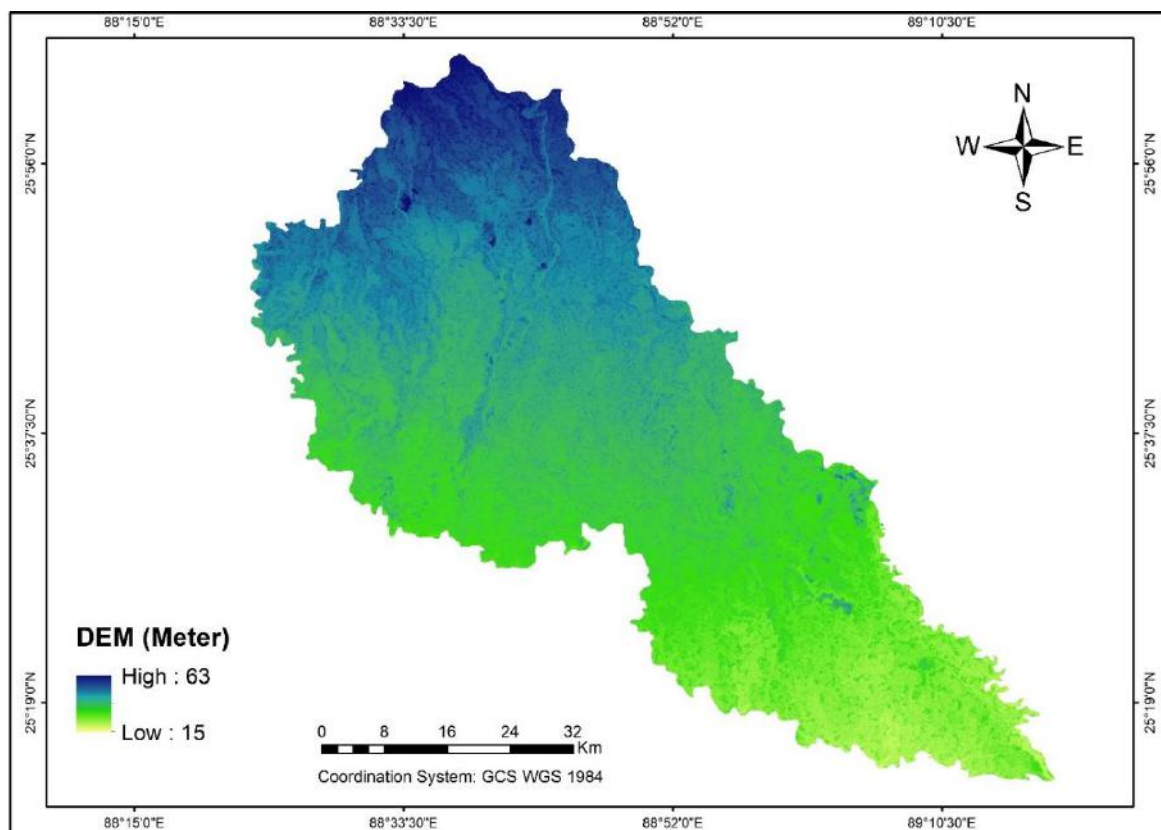 88°15'0"E 88°33'30"E 88°52'0"E 89°10'30"E
N
W E
S
25°56'0"N 25°56'0"N
25°37'30"N 25°37'30"N
25°19'0"N 25°19'0"N
DEM (Meter)
High : 63
Low : 15
0 4 8 16 24 32
Km
Coordination System: GCS WGS 1984
88°15'0"E 88°33'30"E 88°52'0"E 89°10'30"E